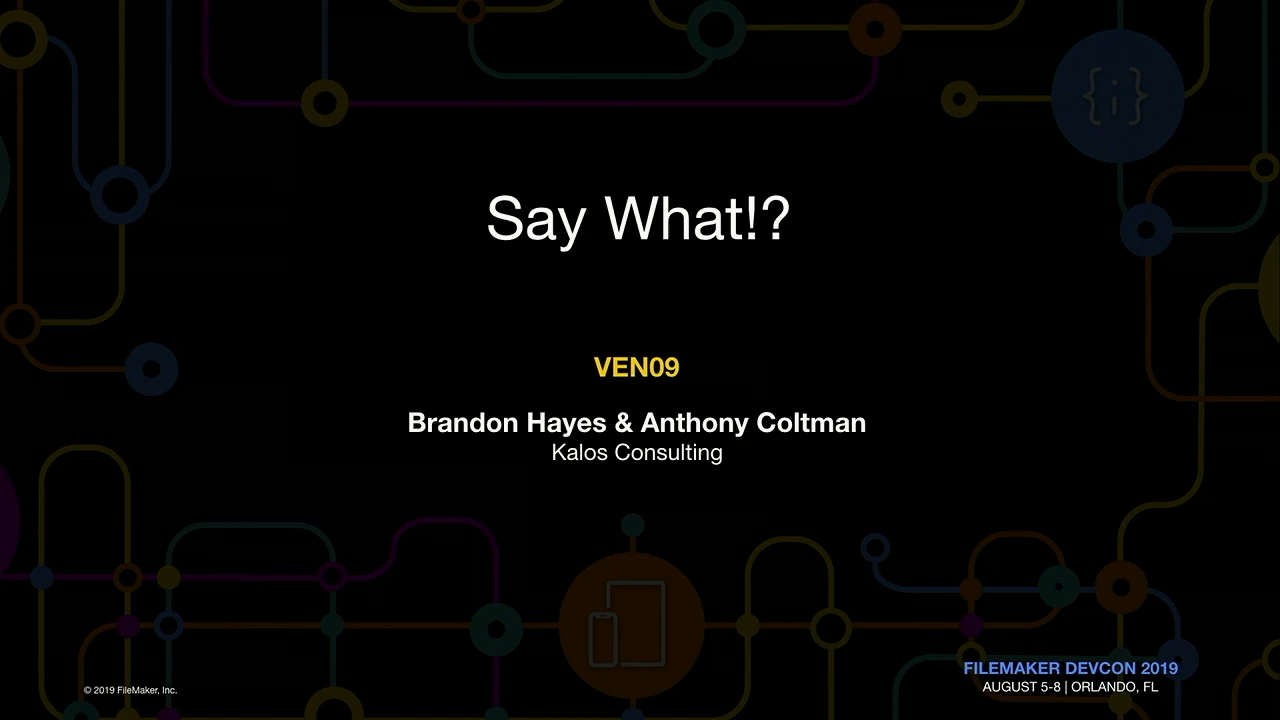 Say What!?
VEN09
Brandon Hayes & Anthony Coltman
Kalos Consulting
FILEMAKER DEVCON 2019
AUGUST 5-8 | ORLANDO, FL
© 2019 FileMaker, Inc.
{i}